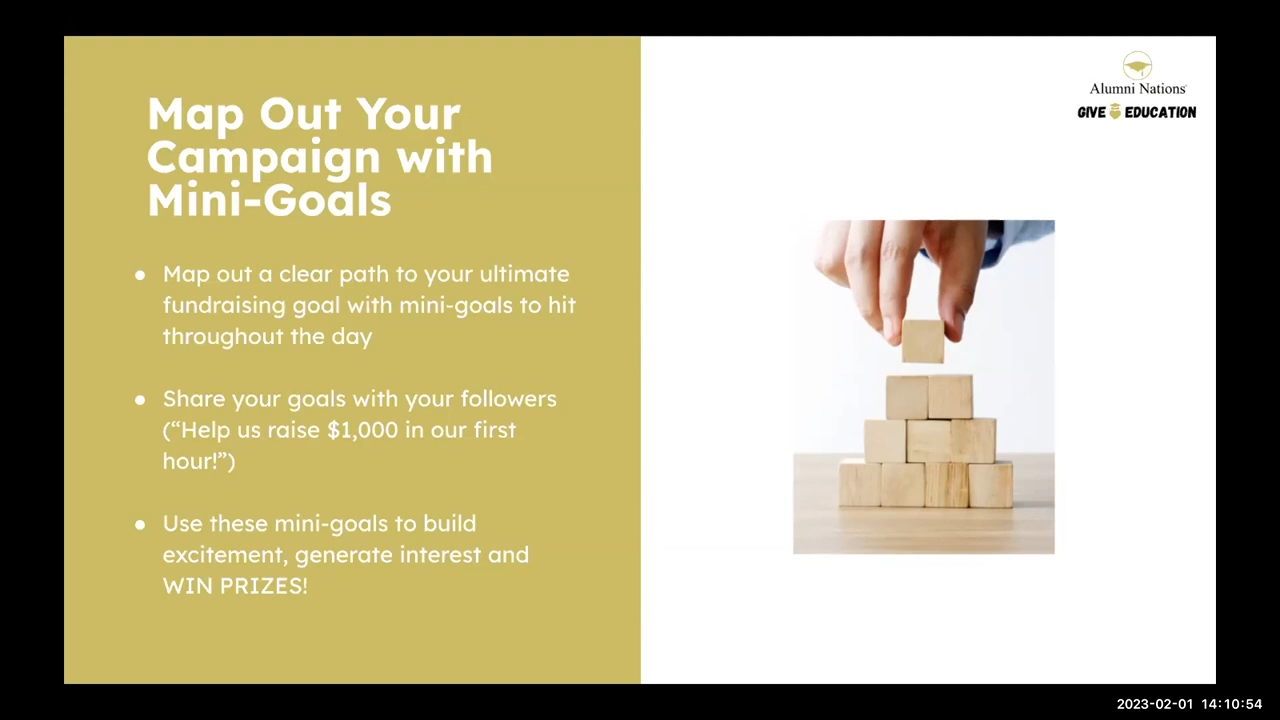 Map Out Your
Campaign with
Mini-Goals
● Map out a clear path to your ultimate
fundraising goal with mini-goals to hit
throughout the day
● Share your goals with your followers
(“Help us raise $1,000 in our first
hour!”)
● Use these mini-goals to build
excitement, generate interest and
WIN PRIZES!
Alumni Nations
GIVE EDUCATION
2023-02-01 14:10:54